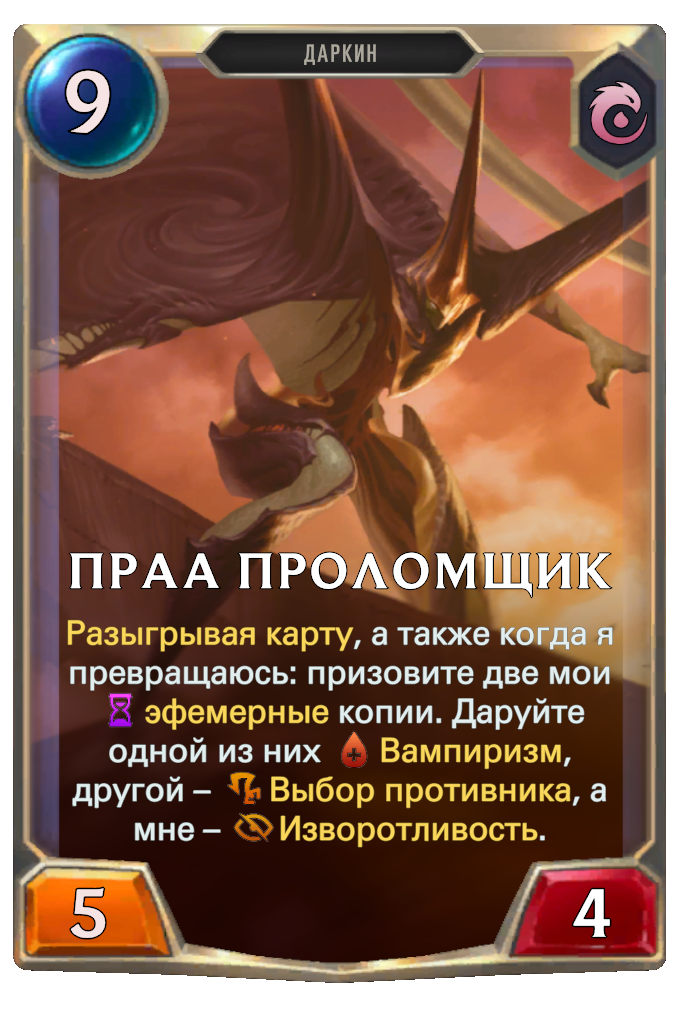 ДАРКИН
9
ПРАА ПРОЛОМЩИК
Разыгрывая карту, а также когда я
превращаюсь: призовите две мои
эфемерные копии. Даруйте
одной из них Вампиризм,
другой – Выбор противника, а
мне – Изворотливость.
5
4